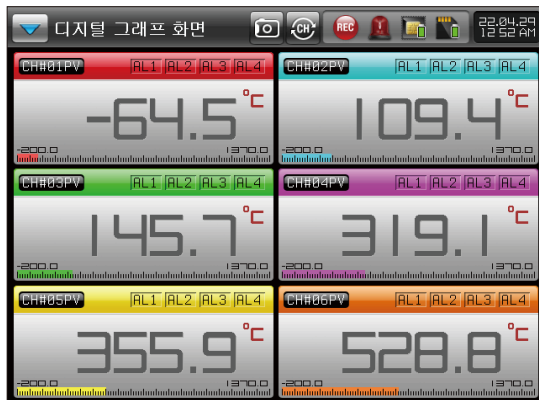 디지털 그래프 화면 CH REC 22.04.29
12:52 AM
CH#01PV AL1 AL2 AL3 AL4 CH#02PV AL1 AL2 AL3 AL4
-64.5 °C 109.4 °C
-200.0 1370.0 -200.0 1370.0
CH#03PV AL1 AL2 AL3 AL4 CH#04PV AL1 AL2 AL3 AL4
145.7 °C 319.1 °C
-200.0 1370.0 -200.0 1370.0
CH#05PV AL1 AL2 AL3 AL4 CH#06PV AL1 AL2 AL3 AL4
355.9 °C 528.8 °C
-200.0 1370.0 -200.0 1370.0